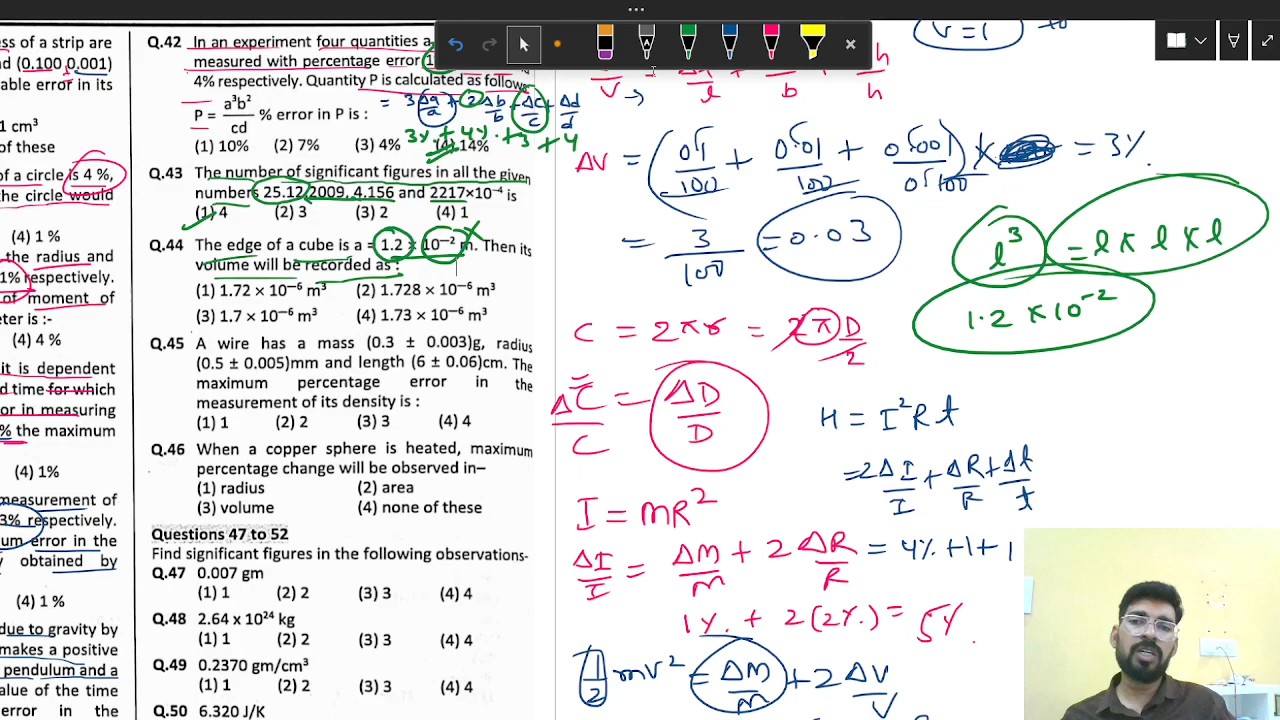 ess of a strip are
nd (0.100 0.001)
able error in its
1 cm³
of these
of a circle is 4 %,
the circle would
(4) 1 %
the radius and
1% respectively.
of moment of
eter is :-
(4) 4 %
it is dependent
d time for which
or in measuring
% the maximum
(4) 1%
measurement of
3% respectively.
um error in the
obtained by
(4) 1 %
due to gravity by
makes a positive
pendulum and a
value of the time
error in the
Q.42 In an experiment four quantities a
measured with percentage error 1
4% respectively. Quantity P is calculated as follow
P = a³b²/cd % error in P is :
= 3 Δa/a + 2 Δb/b + Δc/c + Δd/d
3% + 4% + 3 + 4
(1) 10% (2) 7% (3) 4% (4) 14%
Q.43 The number of significant figures in all the given
numbers 25.12, 2009, 4.156 and 2217×10⁻⁴ is
(1) 4 (2) 3 (3) 2 (4) 1
Q.44 The edge of a cube is a = 1.2 × 10⁻² m. Then its
volume will be recorded as :
(1) 1.72 × 10⁻⁶ m³ (2) 1.728 × 10⁻⁶ m³
(3) 1.7 × 10⁻⁶ m³ (4) 1.73 × 10⁻⁶ m³
Q.45 A wire has a mass (0.3 ± 0.003)g, radius
(0.5 ± 0.005)mm and length (6 ± 0.06)cm. The
maximum percentage error in the
measurement of its density is :
(1) 1 (2) 2 (3) 3 (4) 4
Q.46 When a copper sphere is heated, maximum
percentage change will be observed in–
(1) radius (2) area
(3) volume (4) none of these
Questions 47 to 52
Find significant figures in the following observations-
Q.47 0.007 gm
(1) 1 (2) 2 (3) 3 (4) 4
Q.48 2.64 x 10²⁴ kg
(1) 1 (2) 2 (3) 3 (4) 4
Q.49 0.2370 gm/cm³
(1) 1 (2) 2 (3) 3 (4) 4
Q.50 6.320 J/K
V = 1
ΔV = = 3%.
= 3/100 = 0.03
l³ = l × l × l
1.2 × 10⁻²
C = 2πr = 2πD/2
ΔC/C = ΔD/D
H = I²Rt
= 2ΔI/I + ΔR/R + Δt/t
I = MR²
ΔI/I = ΔM/M + 2 ΔR/R = 4% + 1 + 1
1%. + 2(2%.) = 5%.
1/2 mv² = ΔM/M + 2 ΔV/V